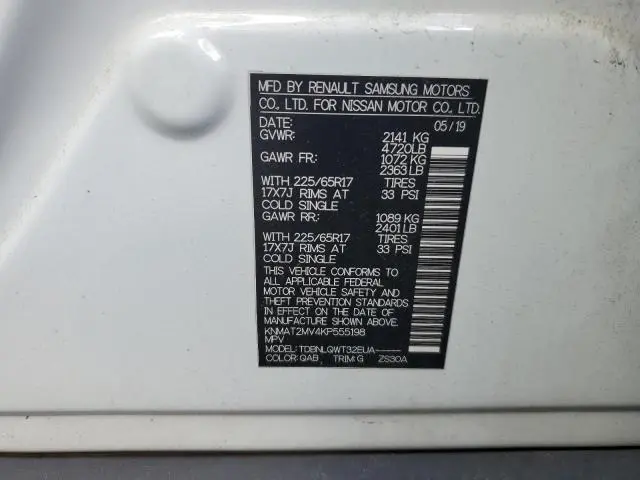 MFD BY RENAULT SAMSUNG MOTORS
CO., LTD. FOR NISSAN MOTOR CO., LTD.
DATE: 05/19
GVWR: 2141 KG
4720LB
GAWR FR: 1072 KG
2363 LB
WITH 225/65R17 TIRES
17X7J RIMS AT 33 PSI
COLD SINGLE
GAWR RR: 1089 KG
2401 LB
WITH 225/65R17 TIRES
17X7J RIMS AT 33 PSI
COLD SINGLE
THIS VEHICLE CONFORMS TO
ALL APPLICABLE FEDERAL
MOTOR VEHICLE SAFETY AND
THEFT PREVENTION STANDARDS
IN EFFECT ON THE DATE OF
MANUFACTURE SHOWN ABOVE.
KNMAT2MV4KP555198
MPV
MODEL: TDBNLQWT32EUA-----
COLOR: QAB TRIM: G ZS30A